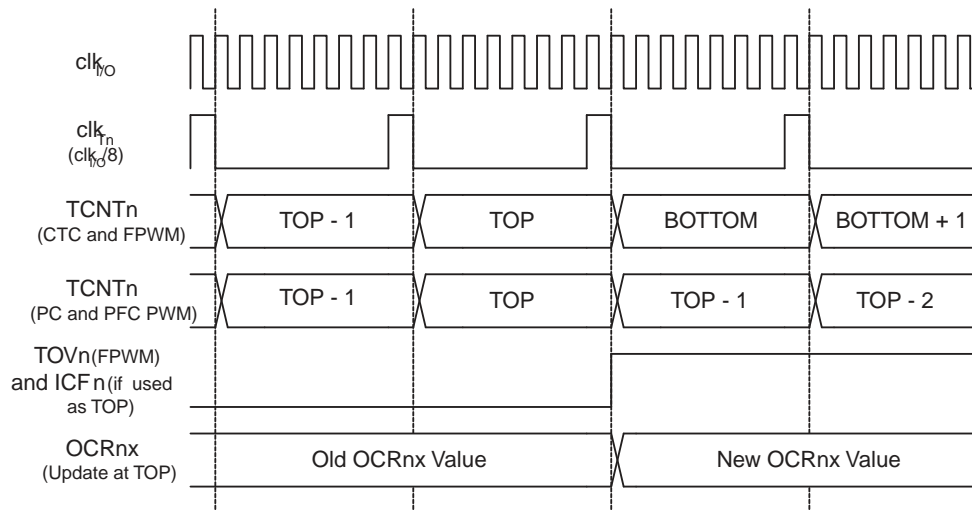 clkI/O
clkTn
(clkI/O/8)
TCNTn
(CTC and FPWM)
TOP - 1
TOP
BOTTOM
BOTTOM + 1
TCNTn
(PC and PFC PWM)
TOP - 1
TOP
TOP - 1
TOP - 2
TOVn(FPWM)
and ICFn(if used
as TOP)
OCRnx
(Update at TOP)
Old OCRnx Value
New OCRnx Value